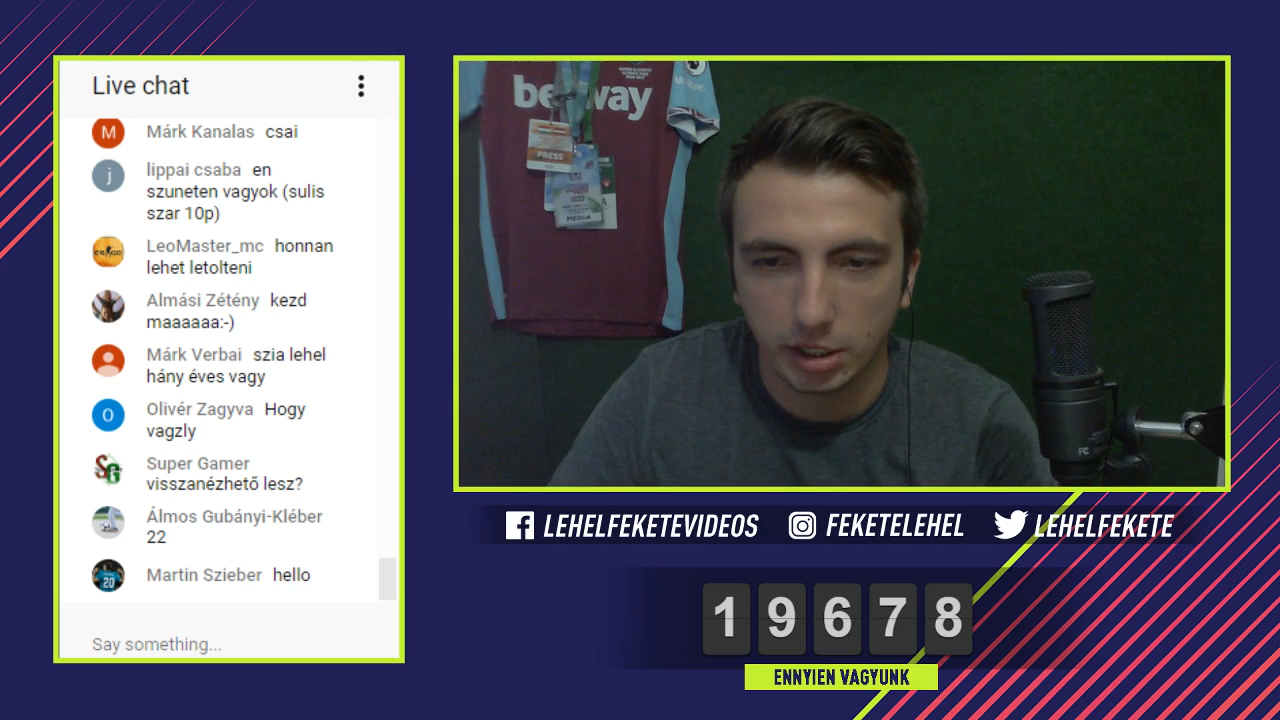 Live chat
M Márk Kanalas csai
j lippai csaba en
szuneten vagyok (sulis
szar 10p)
LeoMaster_mc honnan
lehet letolteni
Almási Zétény kezd
maaaaaa:-)
Márk Verbai szia lehel
hány éves vagy
O Olivér Zagyva Hogy
vagzly
SG Super Gamer
visszanézhető lesz?
Álmos Gubányi-Kléber
22
20 Martin Szieber hello
Say something...
PRESS
MEDIA
LEHELFEKETEVIDEOS FEKETELEHEL LEHELFEKETE
19678
ENNYIEN VAGYUNK